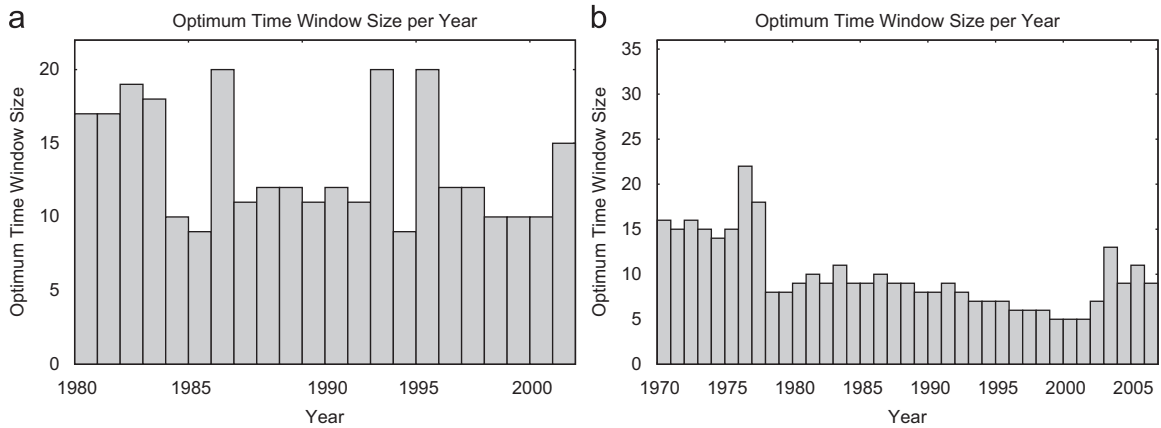 a
Optimum Time Window Size per Year
Optimum Time Window Size
20
15
10
5
0
1980 1985 1990 1995 2000
Year
b
Optimum Time Window Size per Year
Optimum Time Window Size
35
30
25
20
15
10
5
0
1970 1975 1980 1985 1990 1995 2000 2005
Year